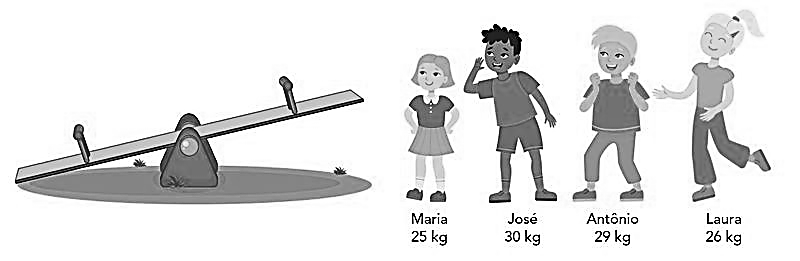 Maria José Antônio Laura
25 kg 30 kg 29 kg 26 kg